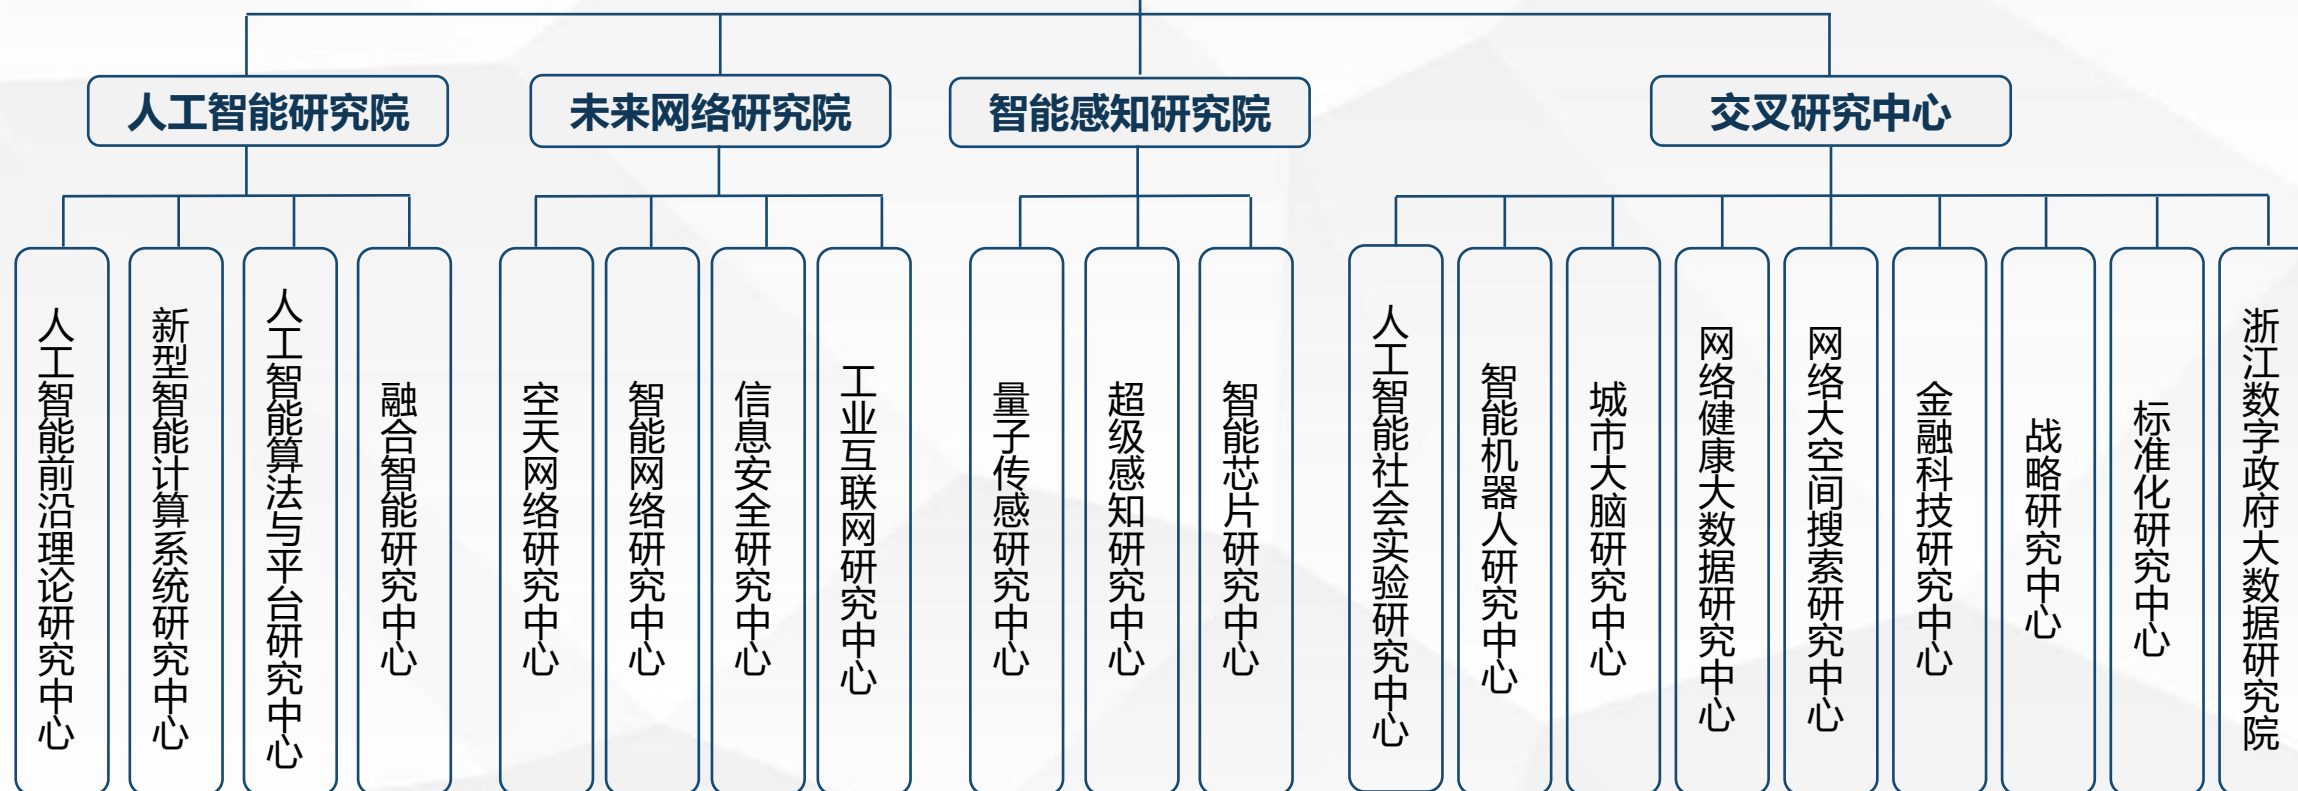 人工智能研究院
未来网络研究院
智能感知研究院
交叉研究中心
人工智能前沿理论研究中心
新型智能计算系统研究中心
人工智能算法与平台研究中心
融合智能研究中心
空天网络研究中心
智能网络研究中心
信息安全研究中心
工业互联网研究中心
量子传感研究中心
超级感知研究中心
智能芯片研究中心
人工智能社会实验研究中心
智能机器人研究中心
城市大脑研究中心
网络健康大数据研究中心
网络大空间搜索研究中心
金融科技研究中心
战略研究中心
标准化研究中心
浙江数字政府大数据研究院